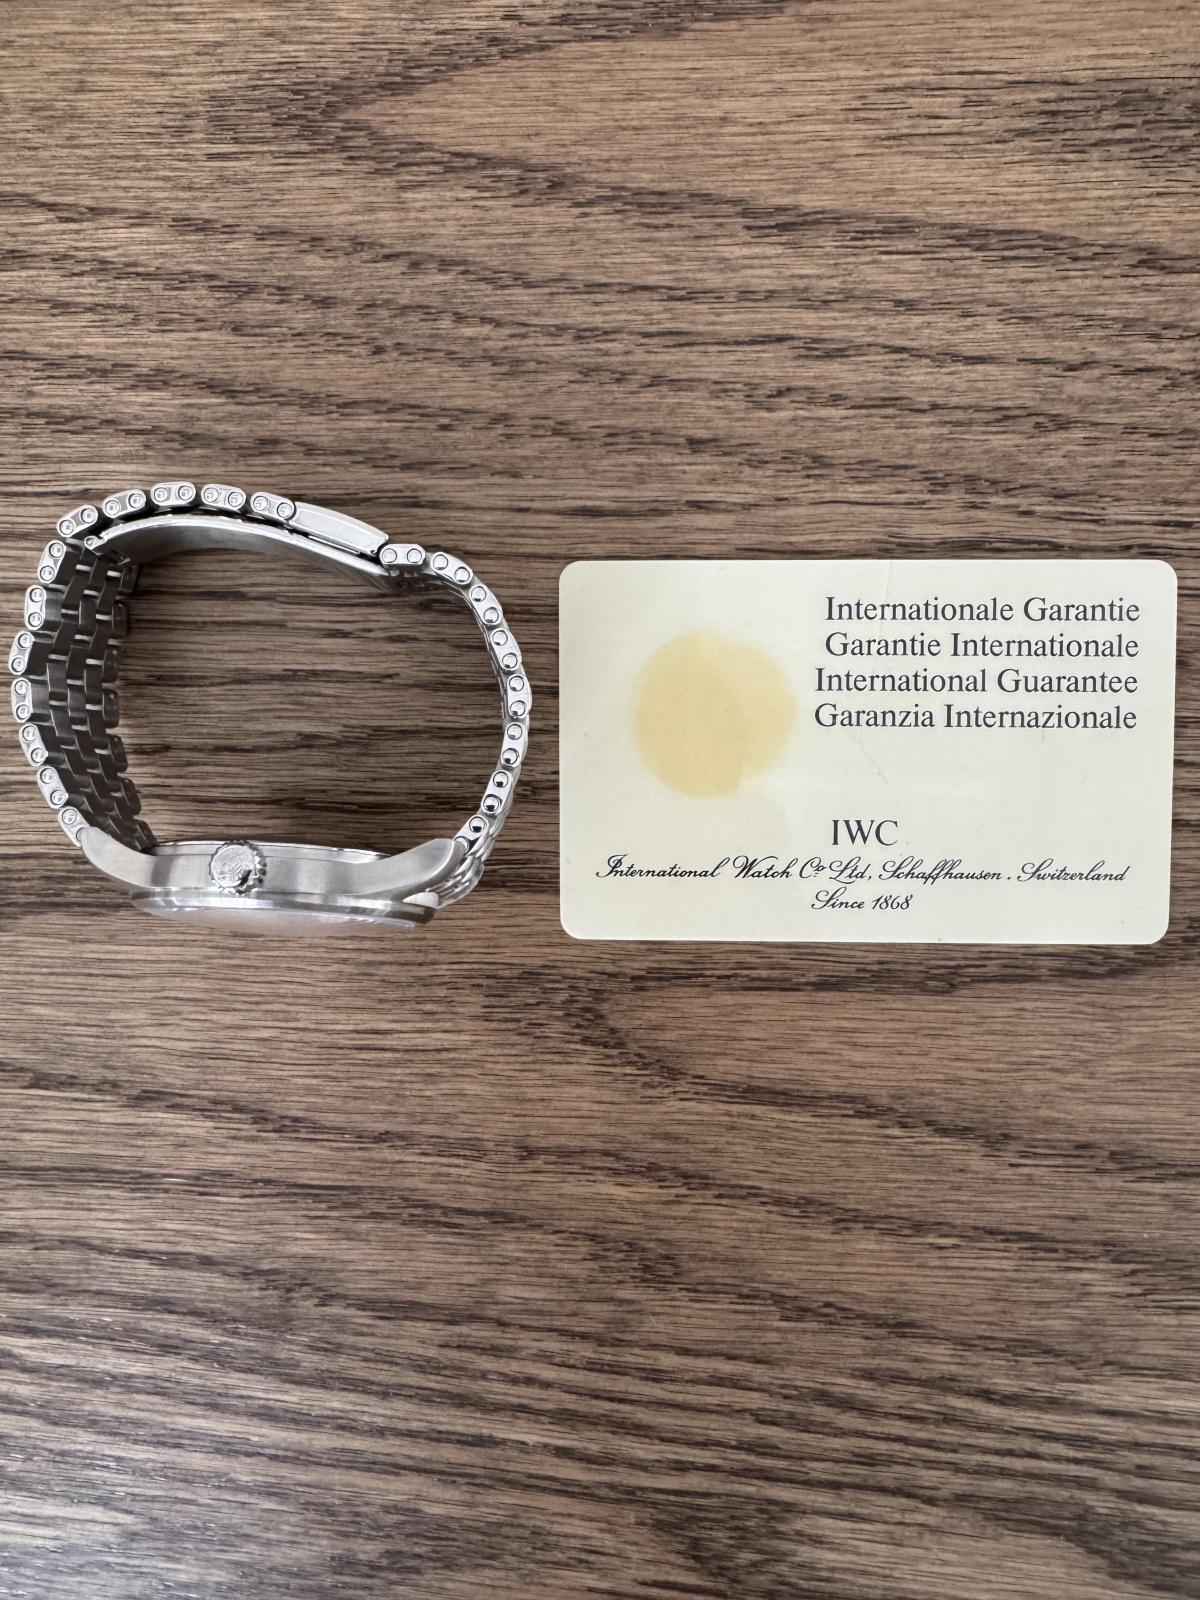 Internationale Garantie
Garantie Internationale
International Guarantee
Garanzia Internazionale
IWC
International Watch Co Ltd, Schaffhausen. Switzerland
Since 1868